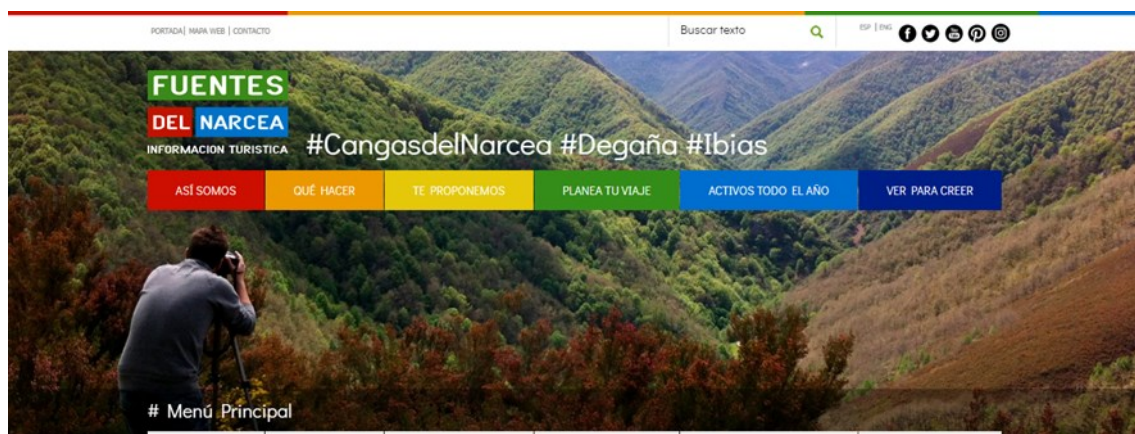 PORTADA| MAPA WEB | CONTACTO
Buscar texto
ESP | ENG
FUENTES
DEL NARCEA
INFORMACION TURISTICA
#CangasdelNarcea #Degaña #Ibias
ASÍ SOMOS
QUÉ HACER
TE PROPONEMOS
PLANEA TU VIAJE
ACTIVOS TODO EL AÑO
VER PARA CREER
# Menú Principal